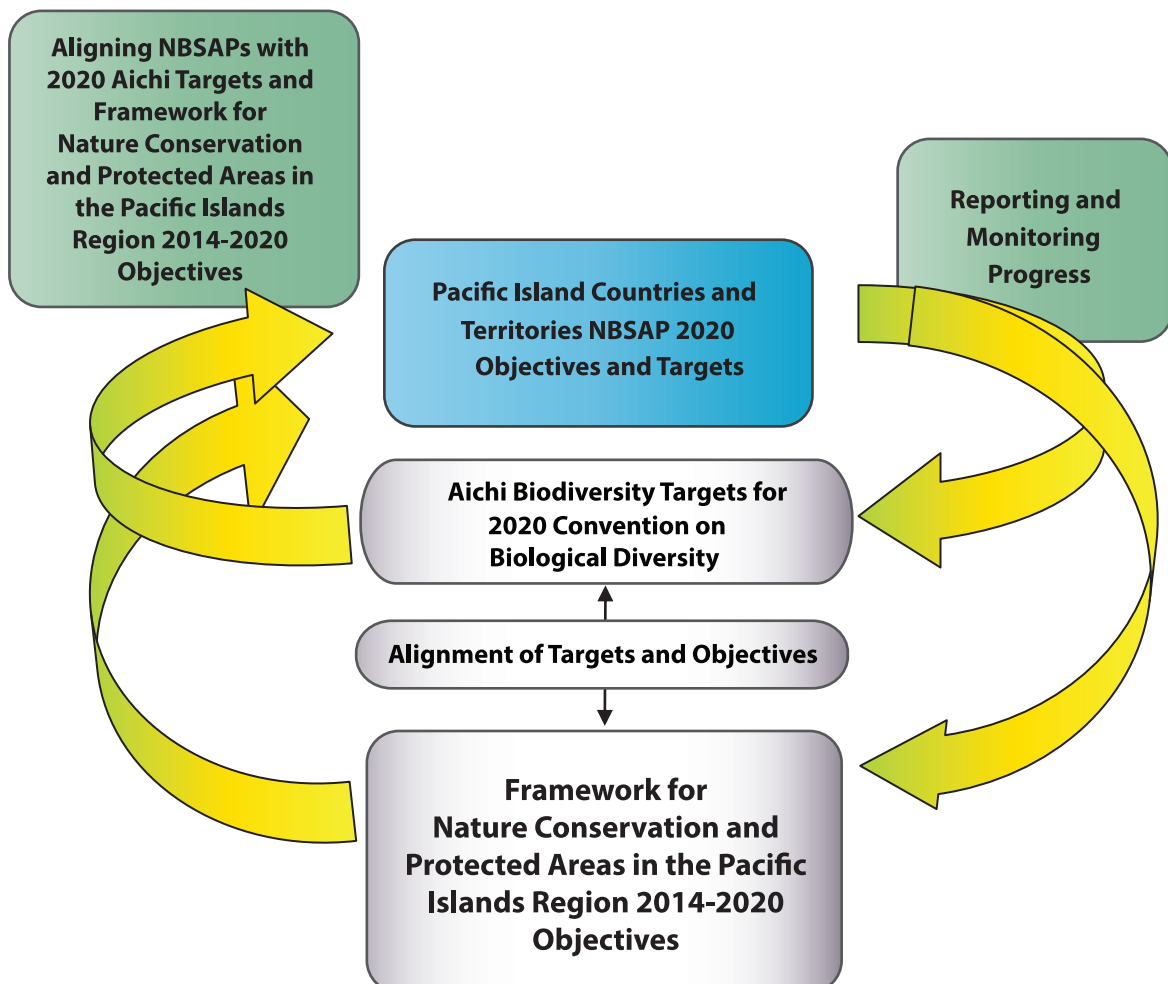 Aligning NBSAPs with
2020 Aichi Targets and
Framework for
Nature Conservation
and Protected Areas in
the Pacific Islands
Region 2014-2020
Objectives
Reporting and
Monitoring
Progress
Pacific Island Countries and
Territories NBSAP 2020
Objectives and Targets
Aichi Biodiversity Targets for
2020 Convention on
Biological Diversity
Alignment of Targets and Objectives
Framework for
Nature Conservation and
Protected Areas in the Pacific
Islands Region 2014-2020
Objectives